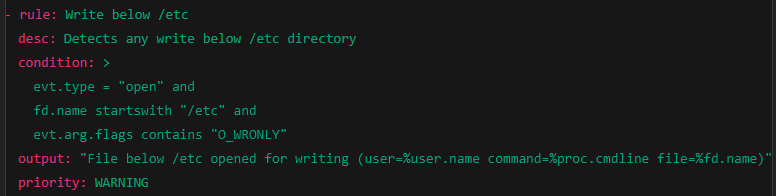 - rule: Write below /etc
desc: Detects any write below /etc directory
condition: >
evt.type = "open" and
fd.name startswith "/etc" and
evt.arg.flags contains "O_WRONLY"
output: "File below /etc opened for writing (user=%user.name command=%proc.cmdline file=%fd.name)"
priority: WARNING